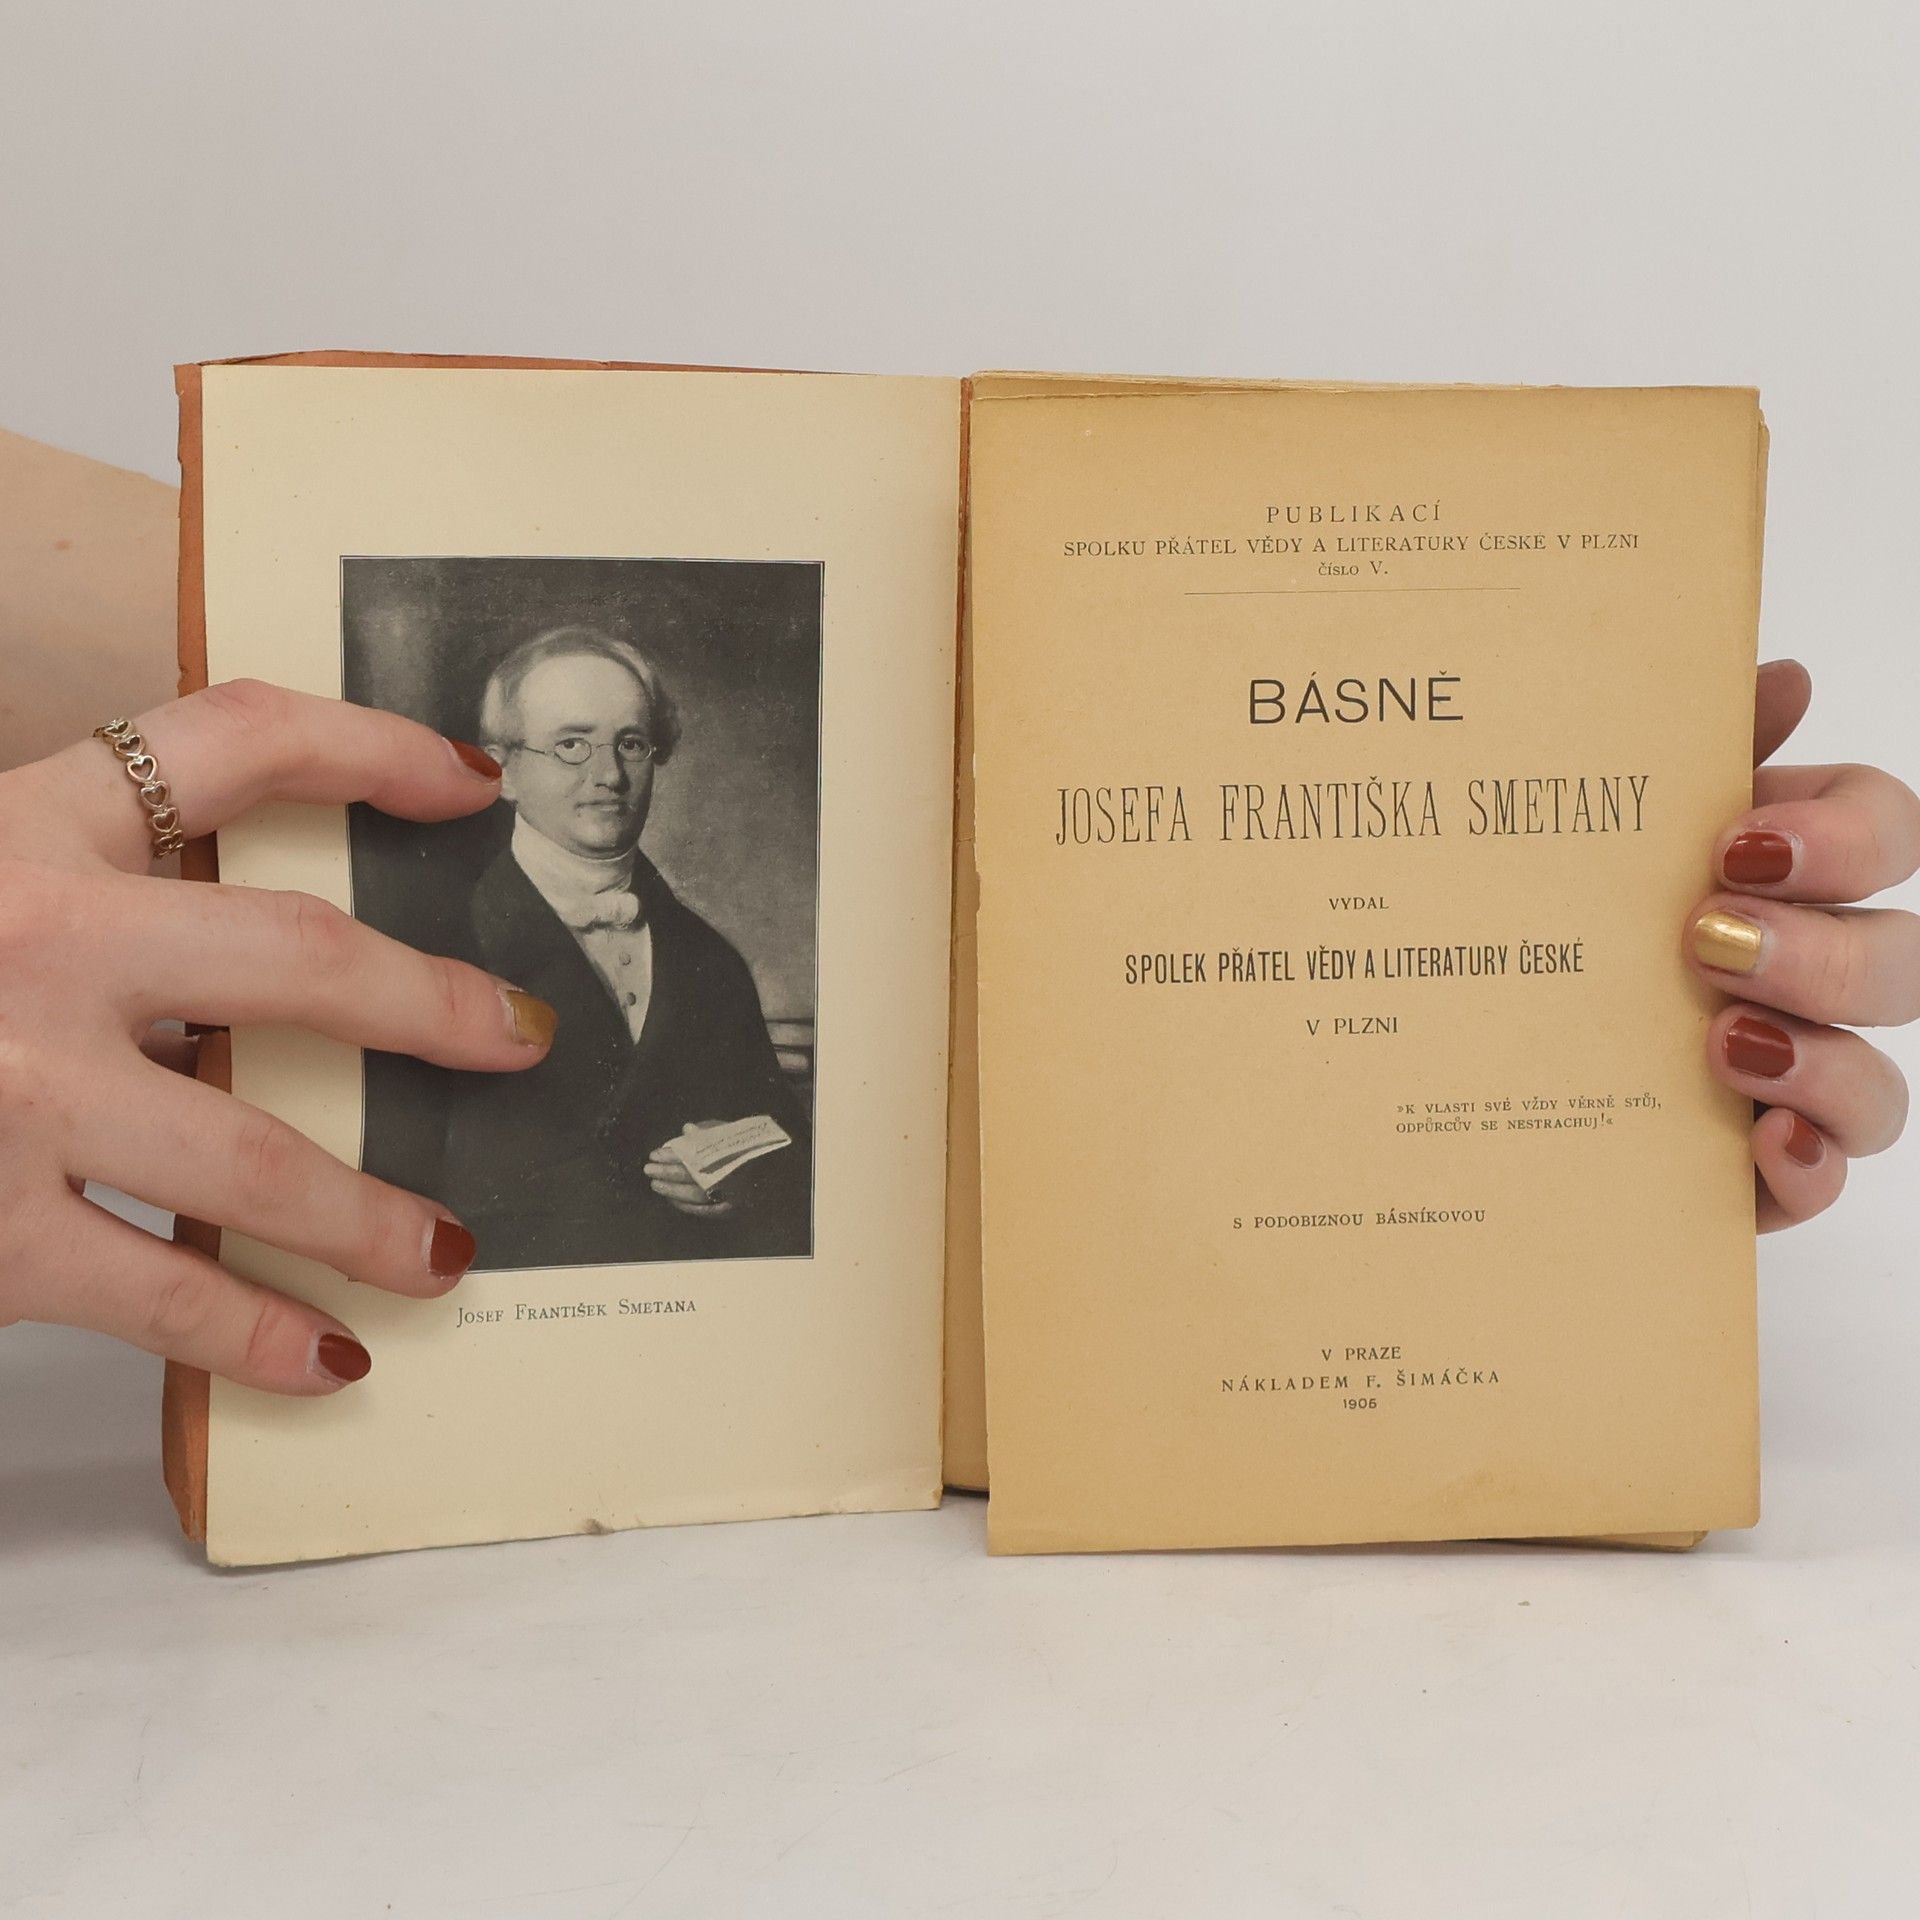 Josef František Smetana
PUBLIKACÍ
SPOLKU PŘÁTEL VĚDY A LITERATURY ČESKÉ V PLZNI
ČÍSLO V.
BÁSNĚ
JOSEFA FRANTIŠKA SMETANY
VYDAL
SPOLEK PŘÁTEL VĚDY A LITERATURY ČESKÉ
V PLZNI
»K VLASTI SVÉ VŽDY VĚRNĚ STŮJ,
ODPŮRCŮV SE NESTRACHUJ!«
S PODOBIZNOU BÁSNÍKOVOU
V PRAZE
NÁKLADEM F. ŠIMÁČKA